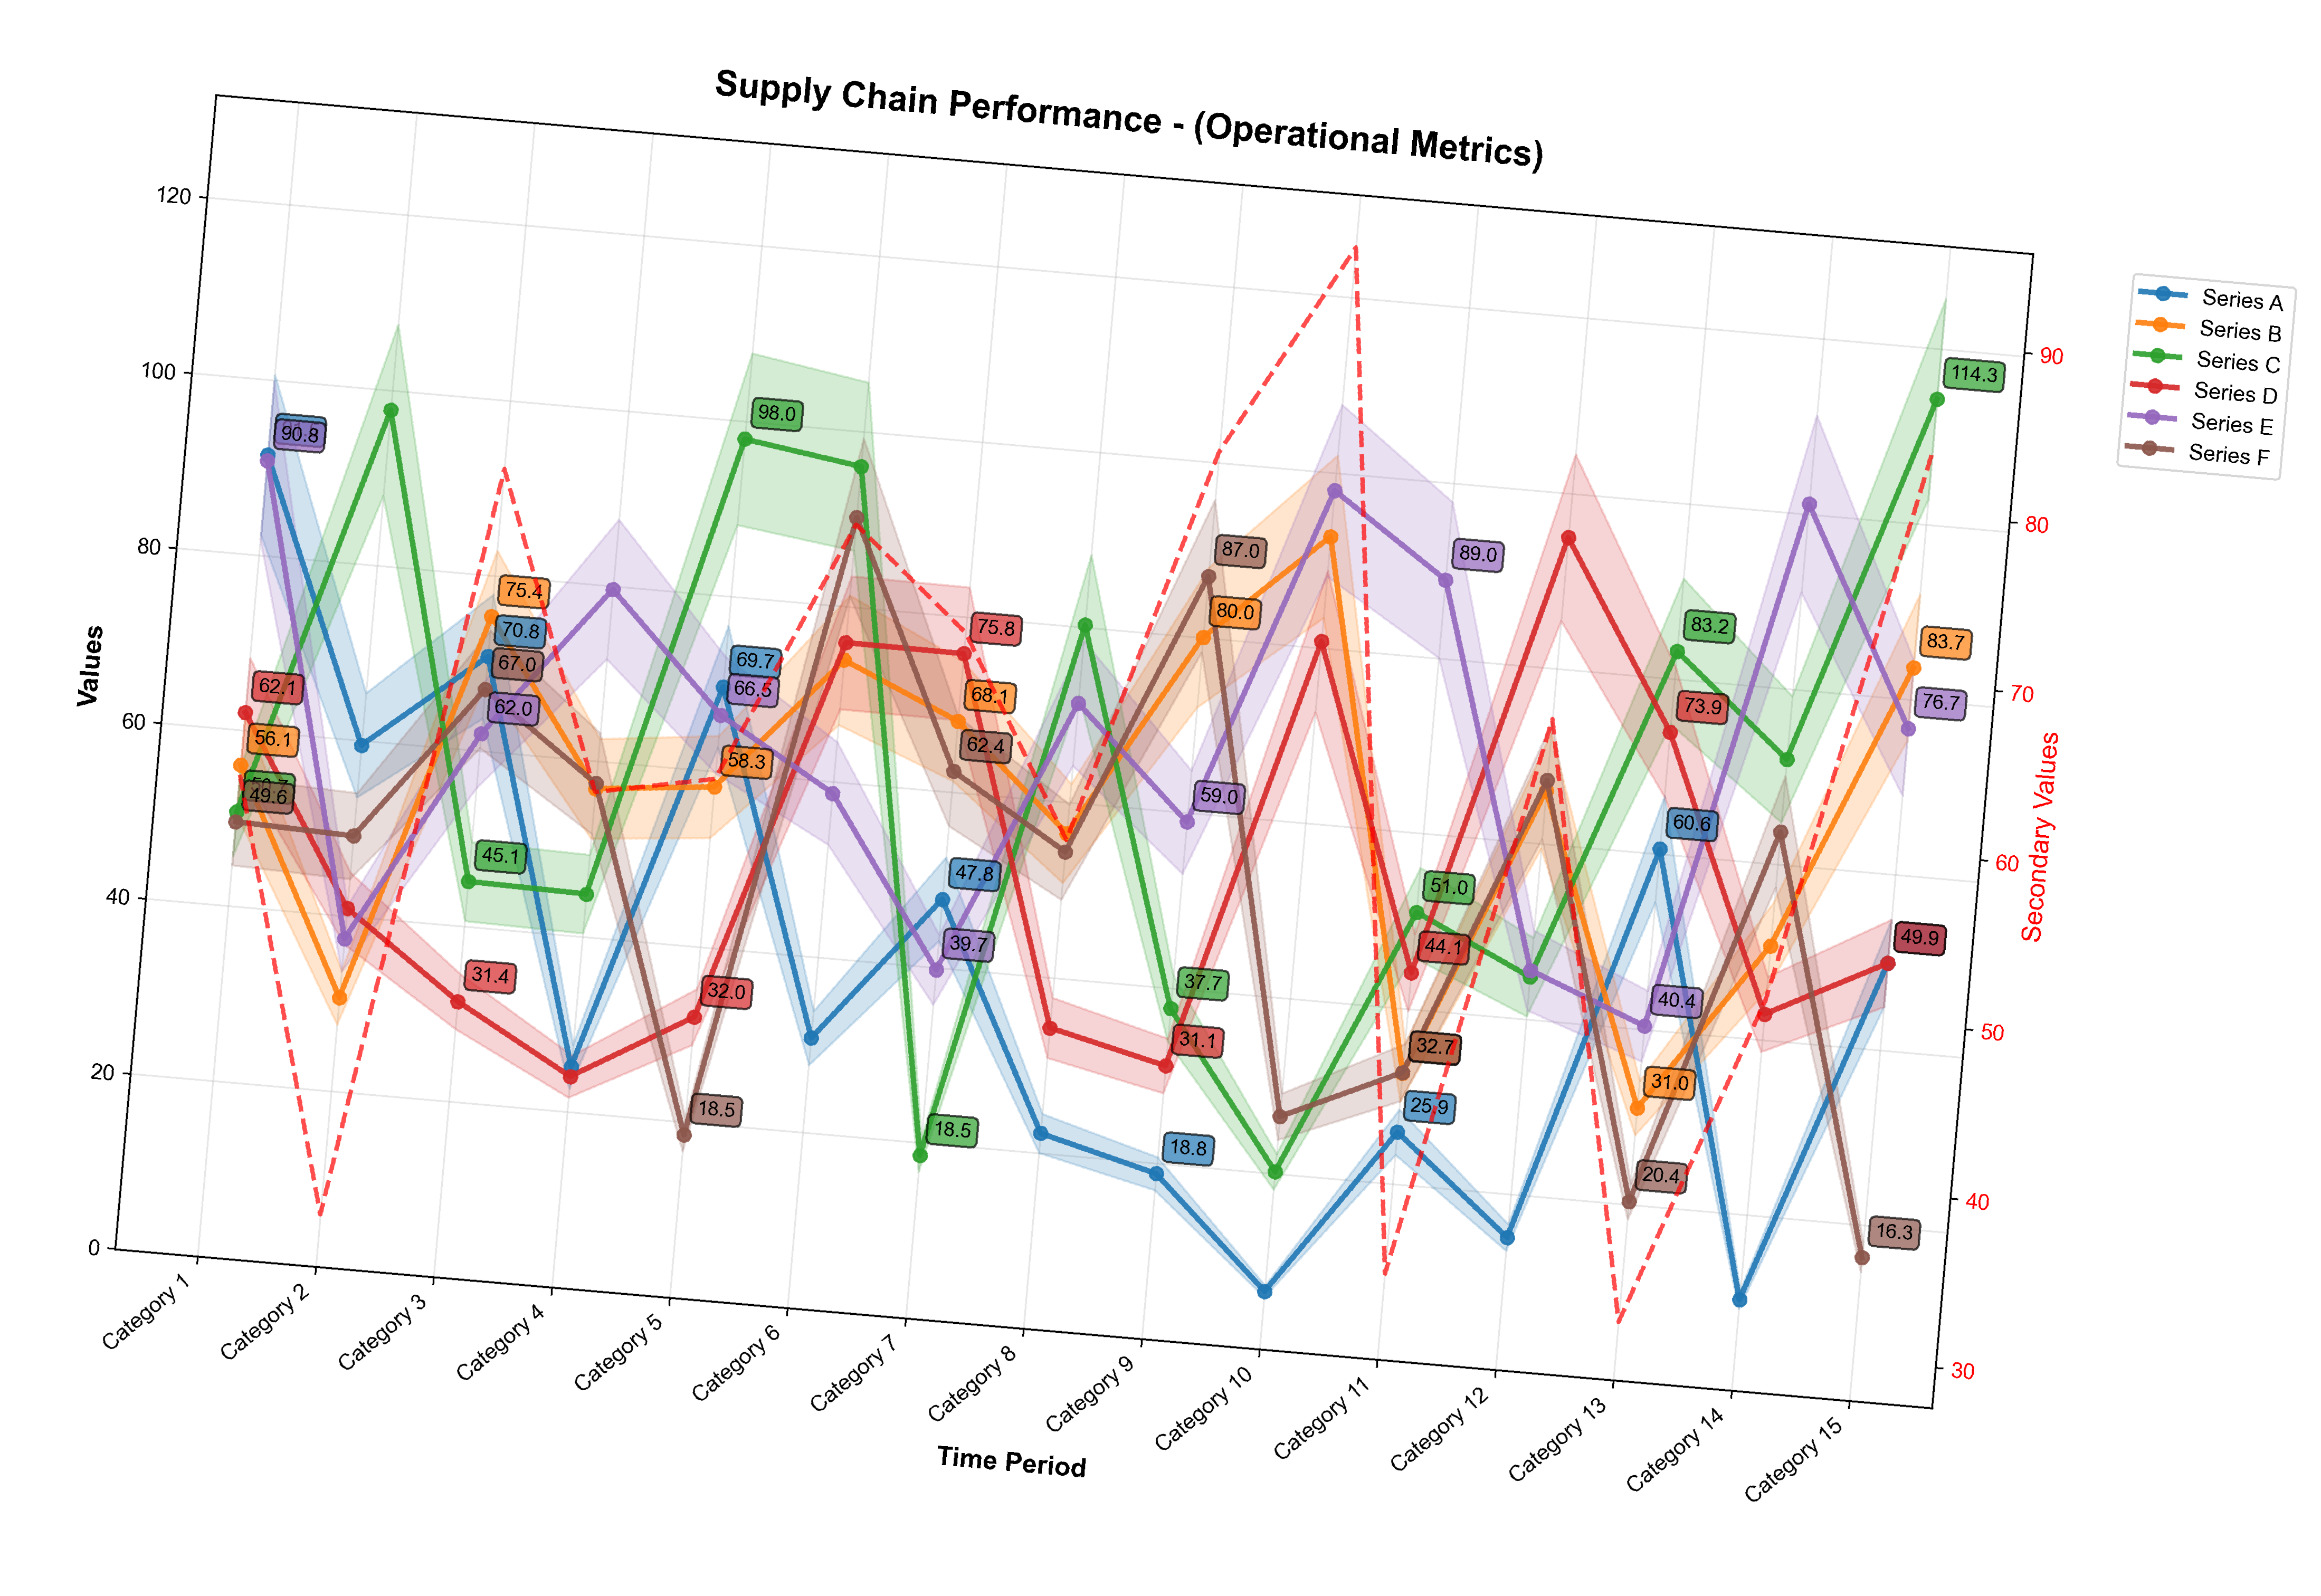 Supply Chain Performance - (Operational Metrics)
Values
120
100
80
60
40
20
0
Category 1
Category 2
Category 3
Category 4
Category 5
Category 6
Category 7
Category 8
Category 9
Category 10
Category 11
Category 12
Category 13
Category 14
Category 15
Time Period
Secondary Values
90
80
70
60
50
40
30
Series A
Series B
Series C
Series D
Series E
Series F
90.8
62.1
56.1
49.6
75.4
70.8
67.0
62.0
45.1
31.4
98.0
69.7
66.5
58.3
32.0
18.5
75.8
68.1
62.4
47.8
39.7
18.5
87.0
80.0
59.0
37.7
31.1
18.8
89.0
51.0
44.1
32.7
25.9
83.2
73.9
60.6
40.4
31.0
20.4
114.3
83.7
76.7
49.9
16.3